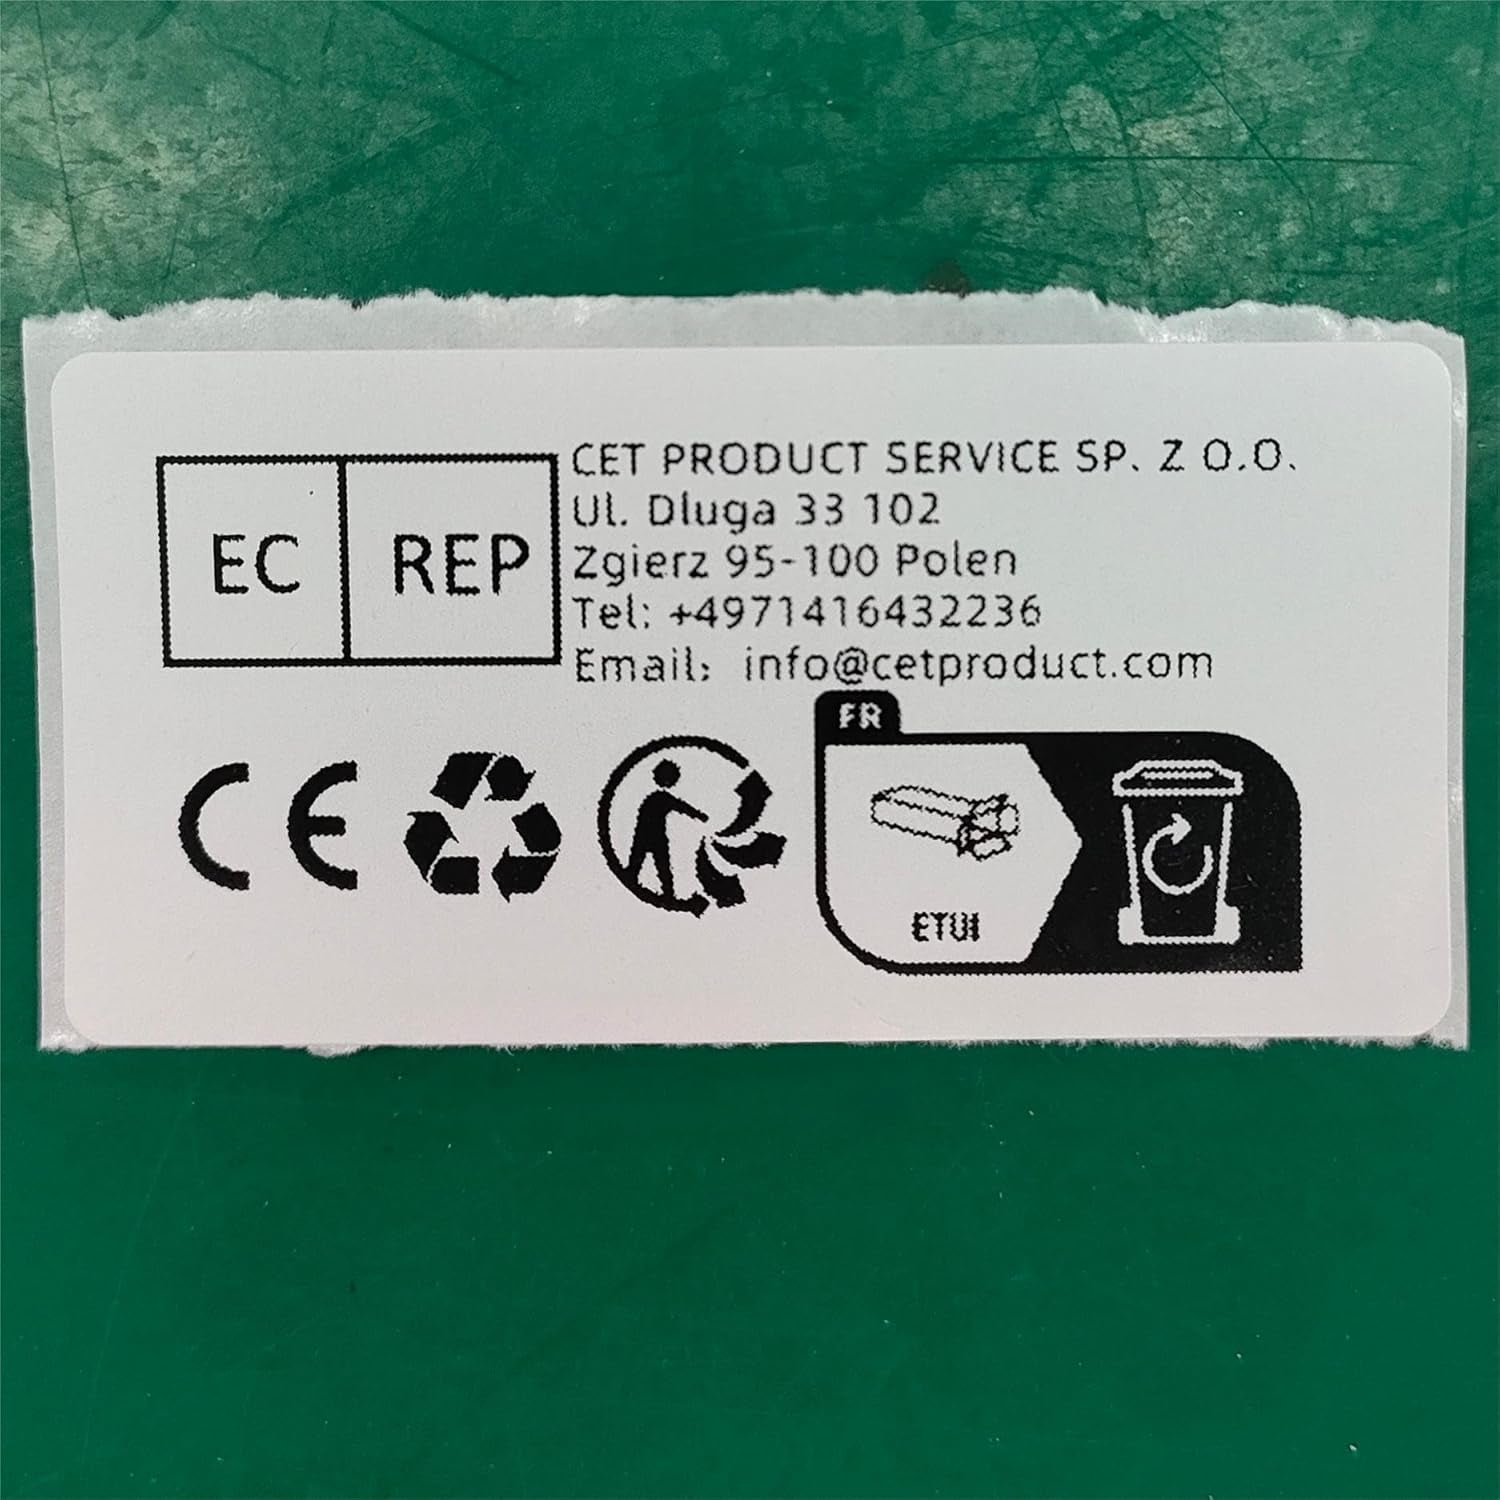 EC REP
CET PRODUCT SERVICE SP. Z O.O.
Ul. Dluga 33 102
Zgierz 95-100 Polen
Tel: +4971416432236
Email: info@cetproduct.com
CE
FR
ETUI